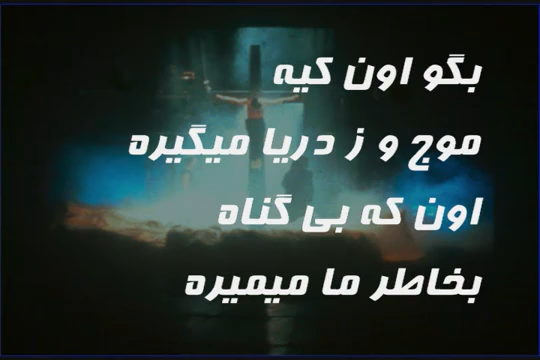 بگو اون کیه
موج و ز دریا میگیره
اون که بی گناه
بخاطر ما میمیره